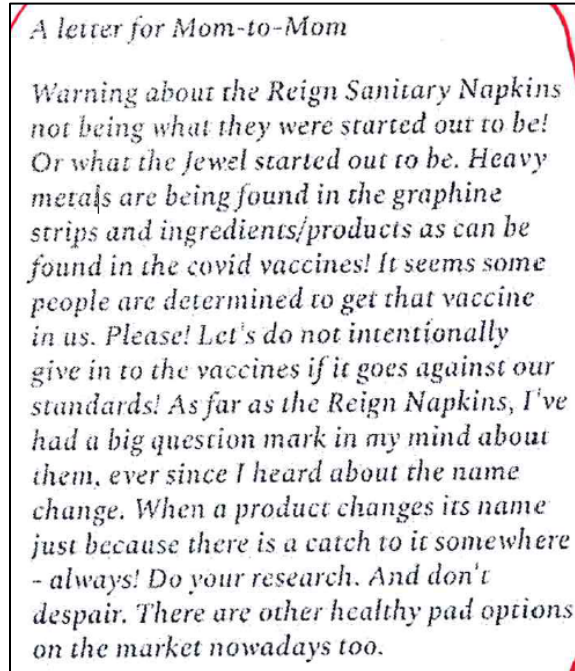 A letter for Mom-to-Mom
Warning about the Reign Sanitary Napkins
not being what they were started out to be!
Or what the Jewel started out to be. Heavy
metals are being found in the graphine
strips and ingredients/products as can be
found in the covid vaccines! It seems some
people are determined to get that vaccine
in us. Please! Let's do not intentionally
give in to the vaccines if it goes against our
standards! As far as the Reign Napkins, I've
had a big question mark in my mind about
them, ever since I heard about the name
change. When a product changes its name
just because there is a catch to it somewhere
- always! Do your research. And don't
despair. There are other healthy pad options
on the market nowadays too.